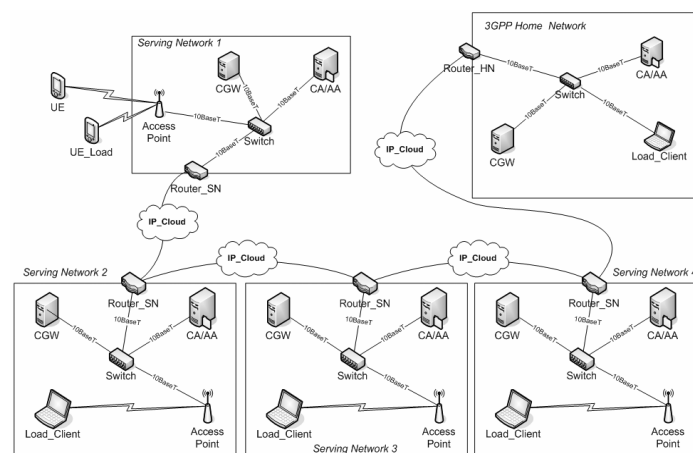 Serving Network 1
3GPP Home Network
UE
UE_Load
Access
Point
CGW
CA/AA
10BaseT
10BaseT
10BaseT
10BaseT
Switch
Router_SN
IP_Cloud
Router_HN
10BaseT
10BaseT
10BaseT
10BaseT
CA/AA
Switch
CGW
Load_Client
IP_Cloud
IP_Cloud
IP_Cloud
Serving Network 2
Router_SN
CGW
CA/AA
10BaseT
10BaseT
10BaseT
10BaseT
Switch
Load_Client
Access
Point
Router_SN
CGW
CA/AA
10BaseT
10BaseT
10BaseT
10BaseT
Switch
Load_Client
Access
Point
Serving Network 3
Serving Network 4
Router_SN
CGW
CA/AA
10BaseT
10BaseT
10BaseT
10BaseT
Switch
Load_Client
Access
Point